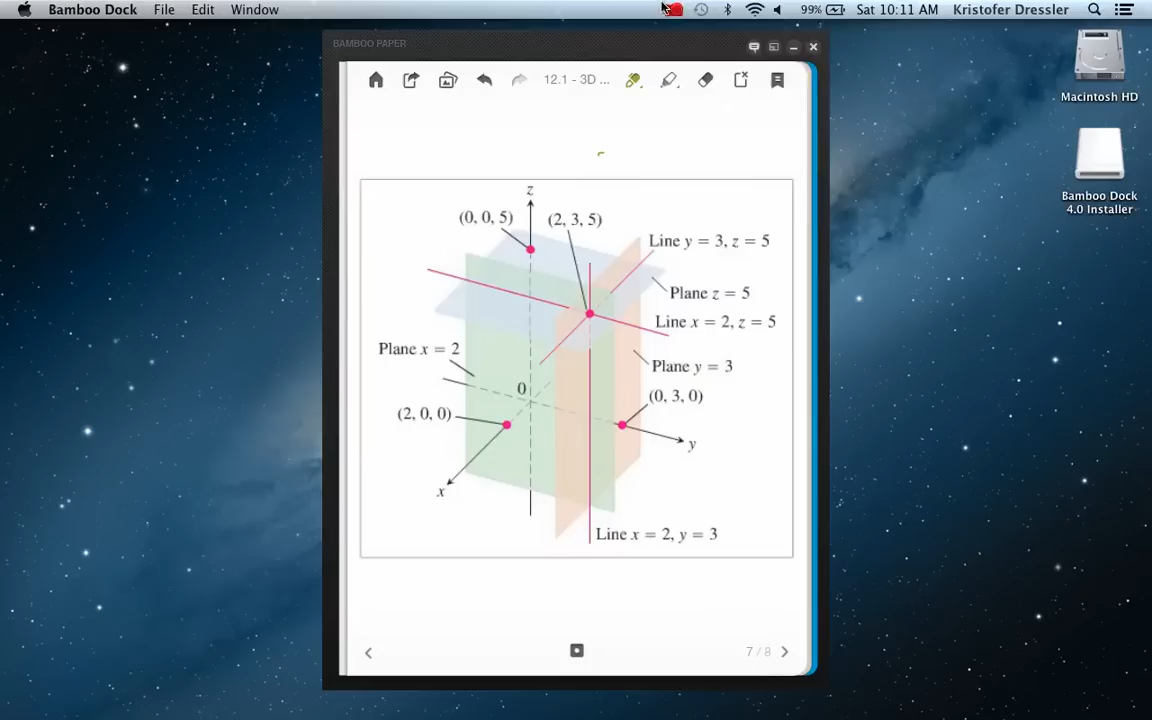 Bamboo Dock File Edit Window 99% Sat 10:11 AM Kristofer Dressler
BAMBOO PAPER
Macintosh HD
12.1 - 3D ...
Bamboo Dock
4.0 Installer
z
(0, 0, 5) (2, 3, 5)
Line y = 3, z = 5
Plane z = 5
Line x = 2, z = 5
Plane x = 2
Plane y = 3
0
(0, 3, 0)
(2, 0, 0)
y
x
Line x = 2, y = 3
7 / 8